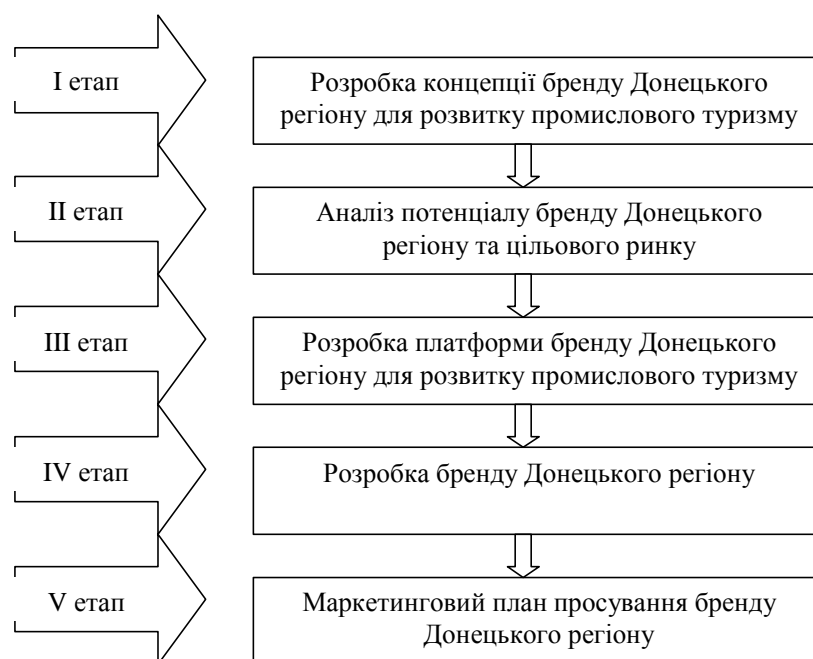 І етап
Розробка концепції бренду Донецького
регіону для розвитку промислового туризму
ІІ етап
Аналіз потенціалу бренду Донецького
регіону та цільового ринку
ІІІ етап
Розробка платформи бренду Донецького
регіону для розвитку промислового туризму
IV етап
Розробка бренду Донецького регіону
V етап
Маркетинговий план просування бренду
Донецького регіону